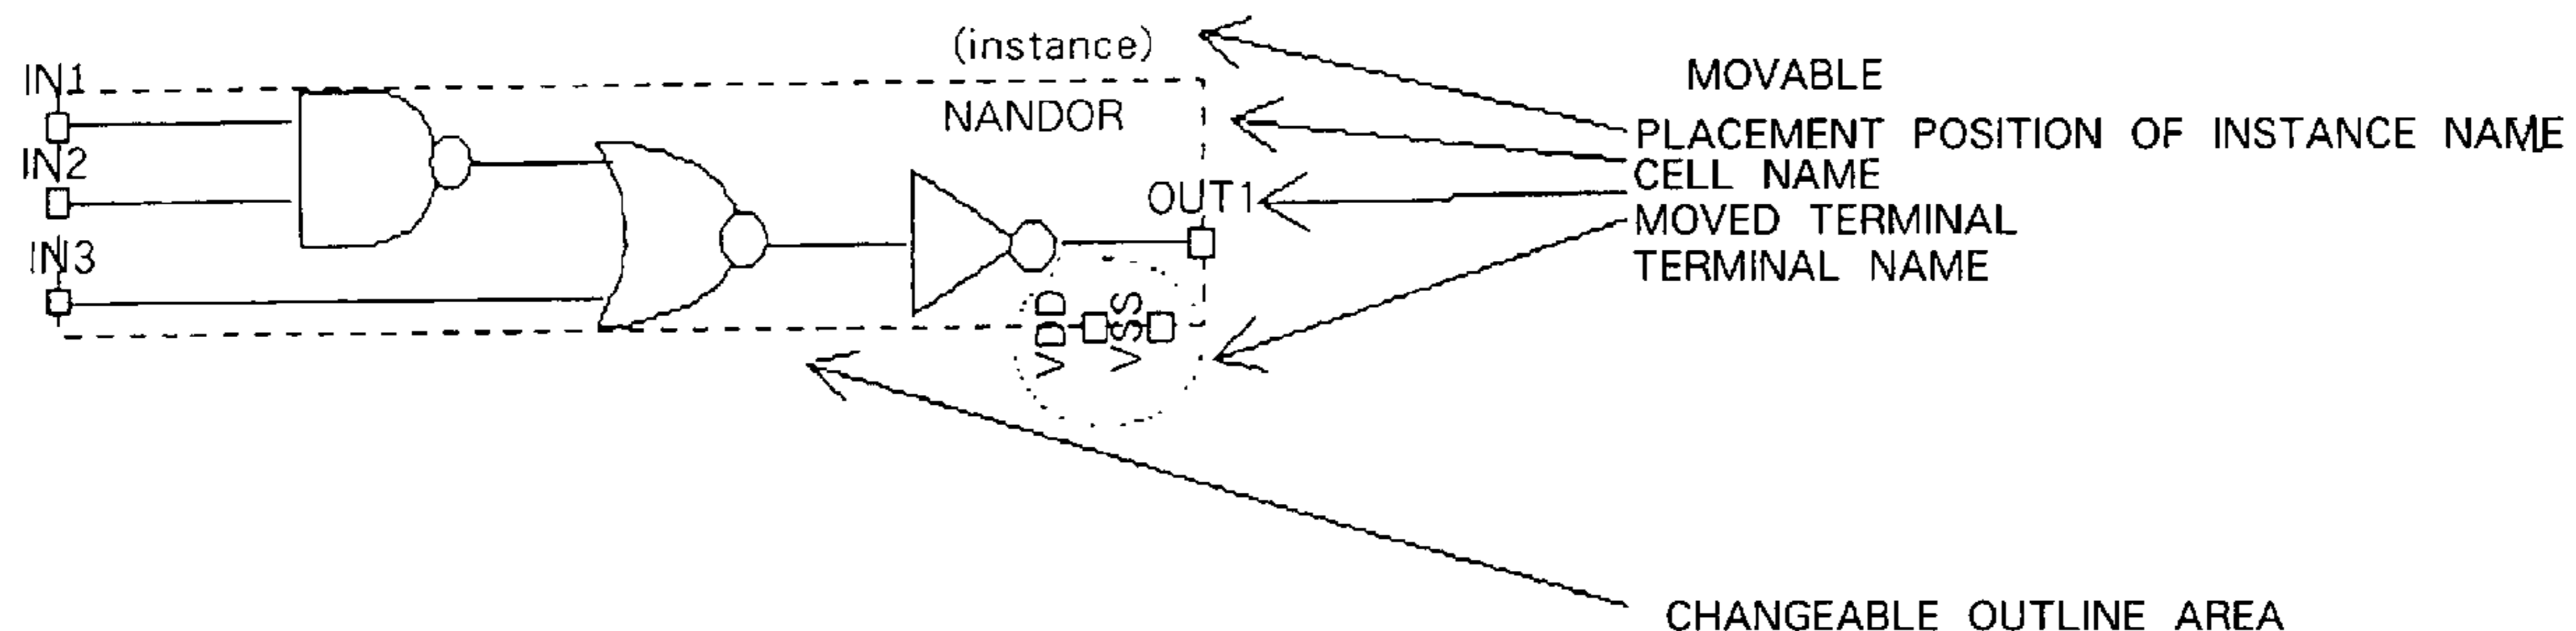 (instance)
IN1
NANDOR
IN2
OUT1
IN3
VDD
VSS
MOVABLE
PLACEMENT POSITION OF INSTANCE NAME
CELL NAME
MOVED TERMINAL
TERMINAL NAME
CHANGEABLE OUTLINE AREA